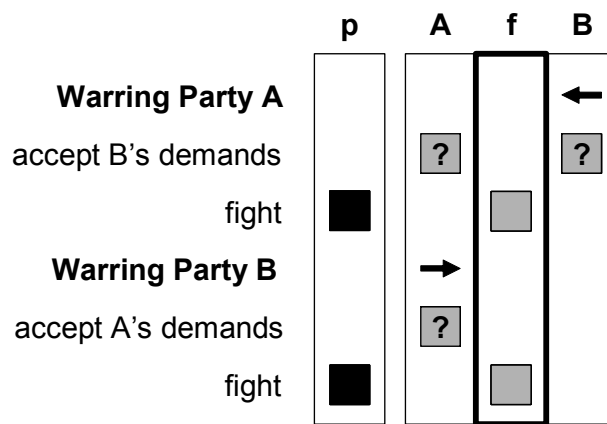 p A f B
Warring Party A
accept B’s demands ? ?
fight
Warring Party B
accept A’s demands ?
fight